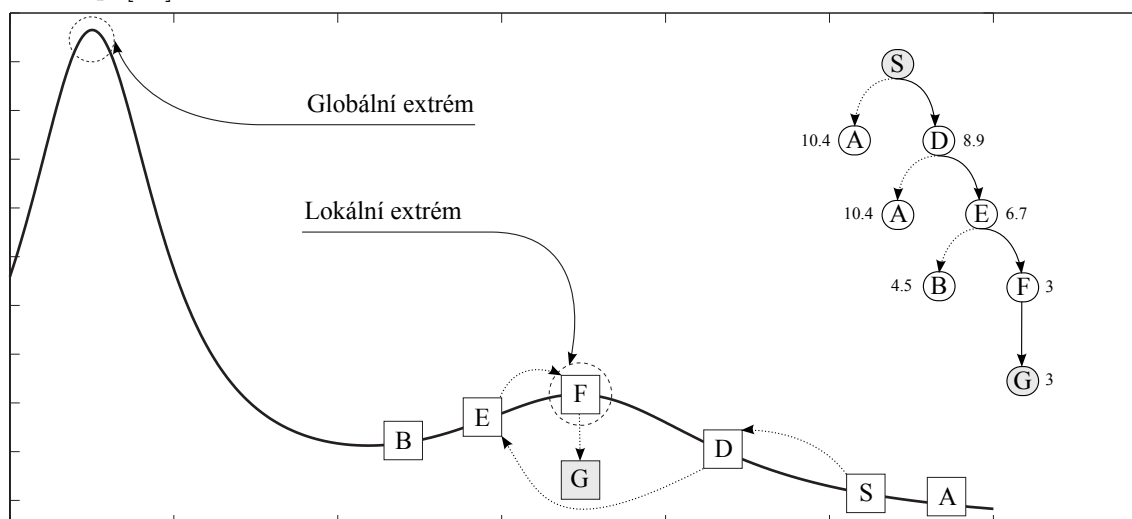 Globální extrém
Lokální extrém
S
10.4 A D 8.9
10.4 A E 6.7
4.5 B F 3
G 3
B E F D S A
G